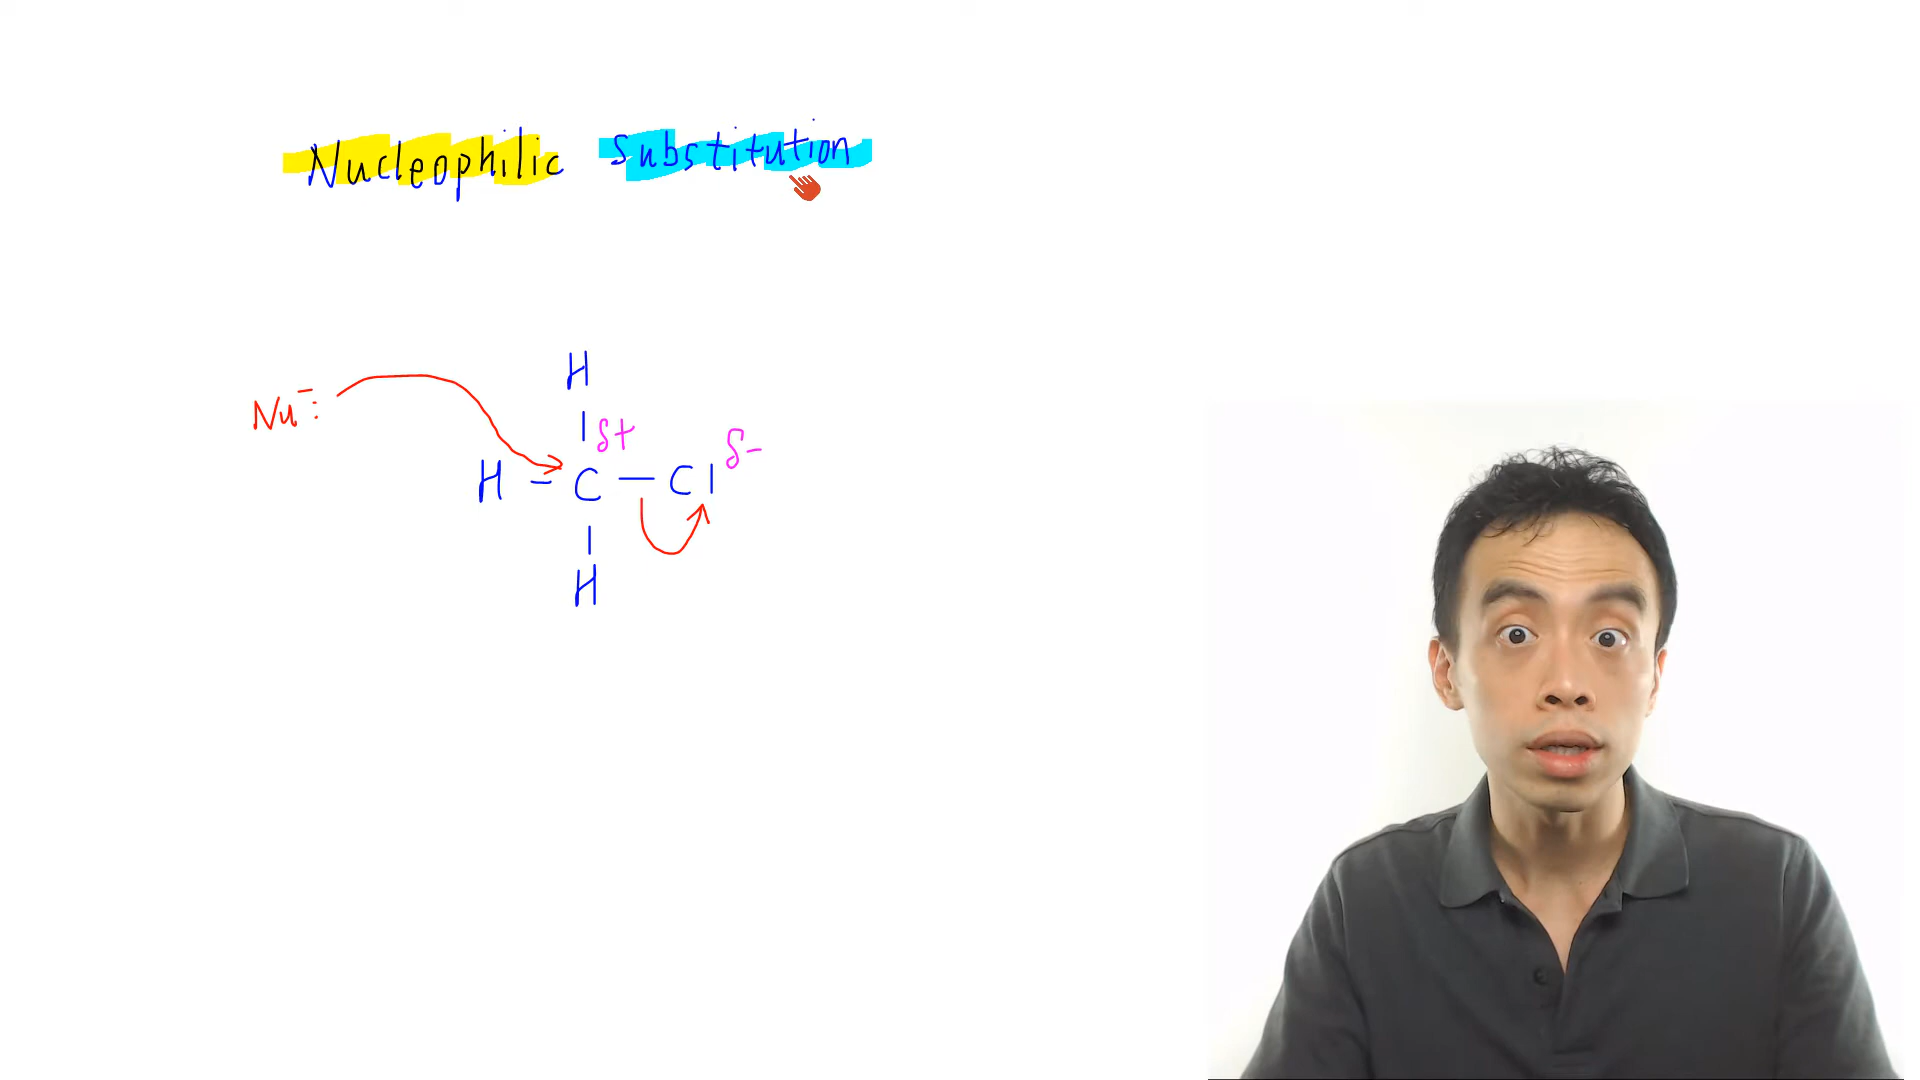 Nucleophilic Substitution
H
Nu⁻: δ+ δ-
H - C - Cl
H